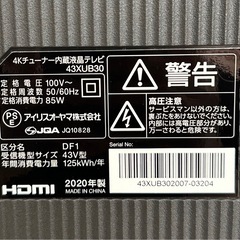 4Kチューナー内蔵液晶テレビ
43XUB30
定格電圧 100V~
定格周波数 50/60Hz
定格消費電力 85W
PS
E
アイリスオーヤマ株式会社
JQA JQ10828
区分名 DF1
受信機型サイズ 43V型
年間消費電力量 125kWh/年
HDMI
2020年製
MADE IN CHINA
警告
高圧注意
サービスマン以外の方は、
裏ぶたをあけないでください。
内部には高電圧部分が
数多くあり、万一
さわると危険です。
43XUB302007-03204